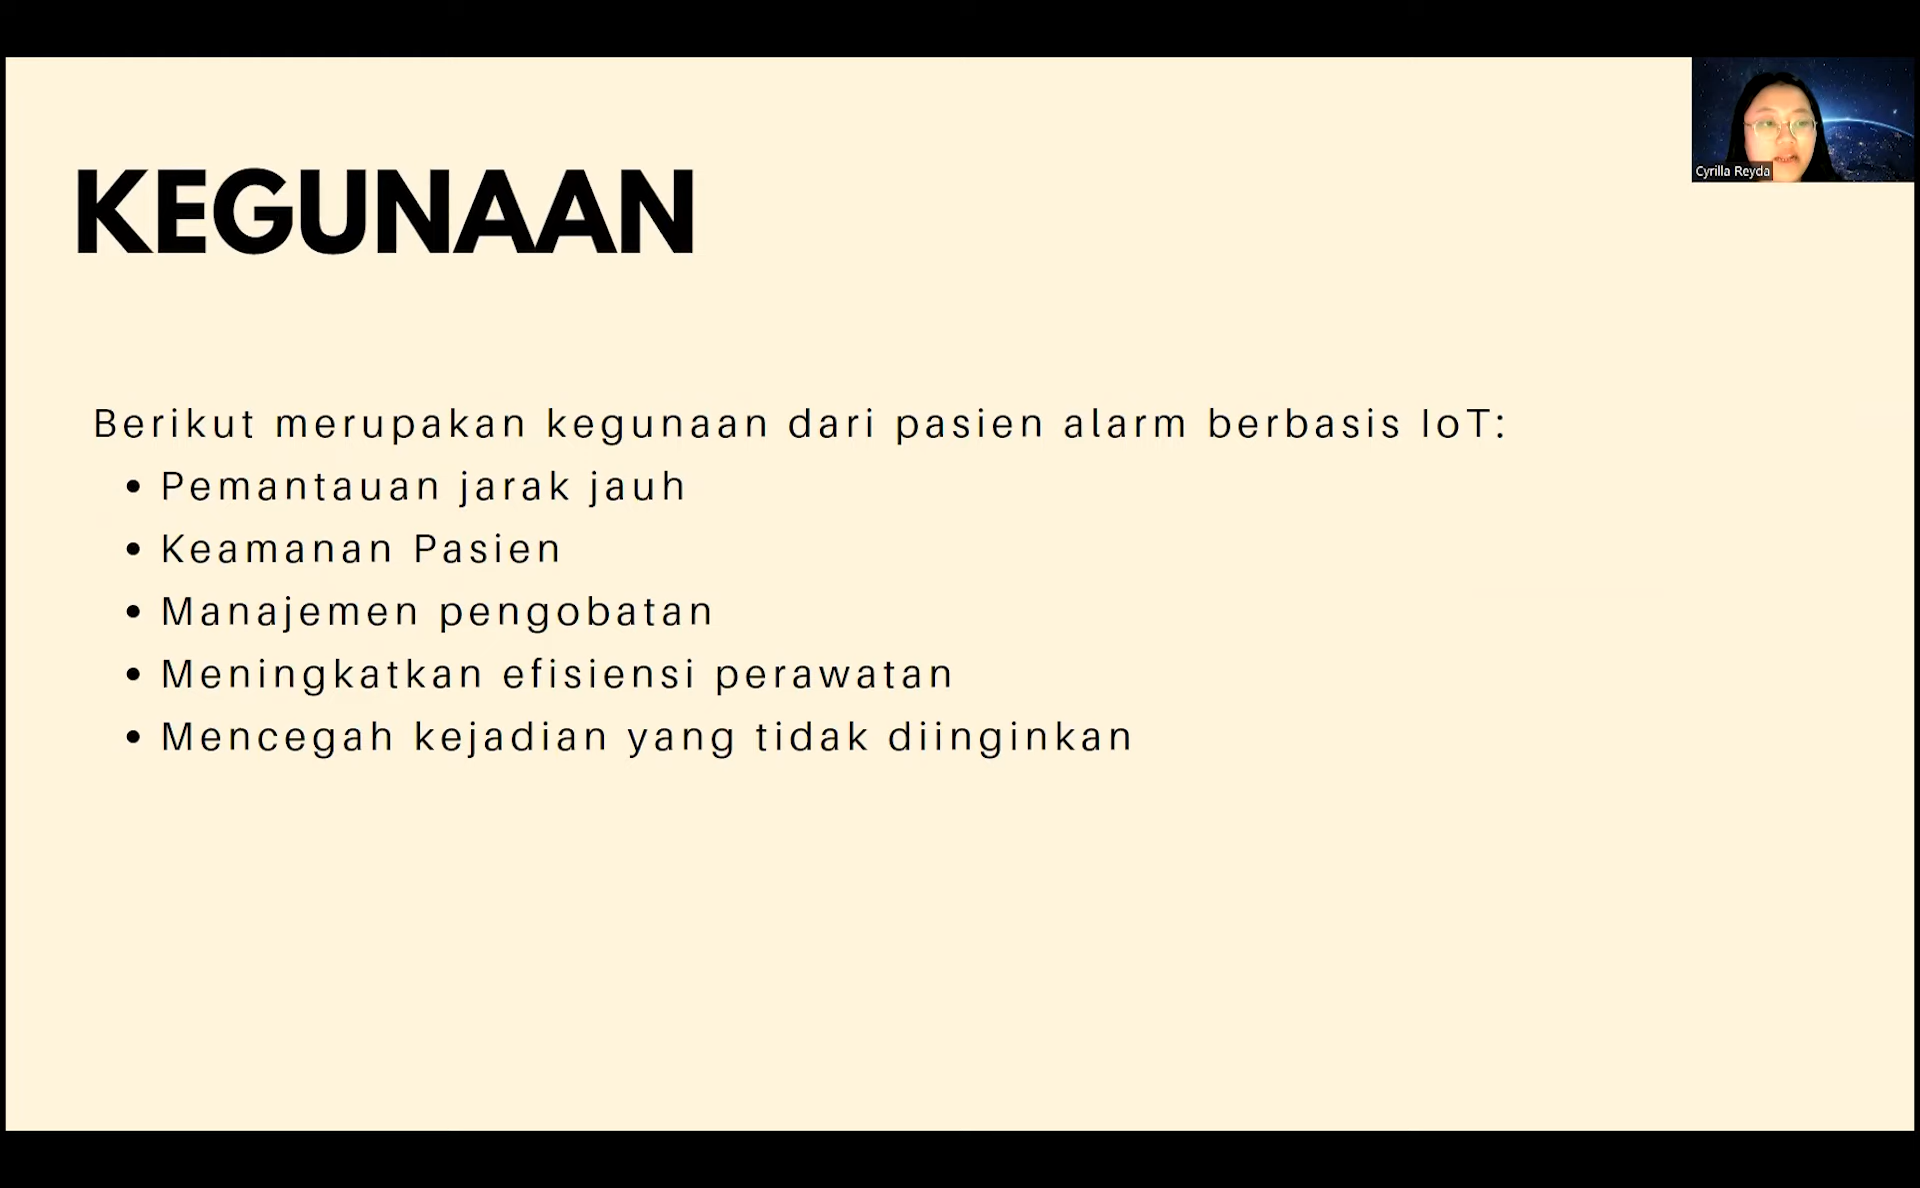 KEGUNAAN
Cyrilla Reyda
Berikut merupakan kegunaan dari pasien alarm berbasis IoT:
• Pemantauan jarak jauh
• Keamanan Pasien
• Manajemen pengobatan
• Meningkatkan efisiensi perawatan
• Mencegah kejadian yang tidak diinginkan